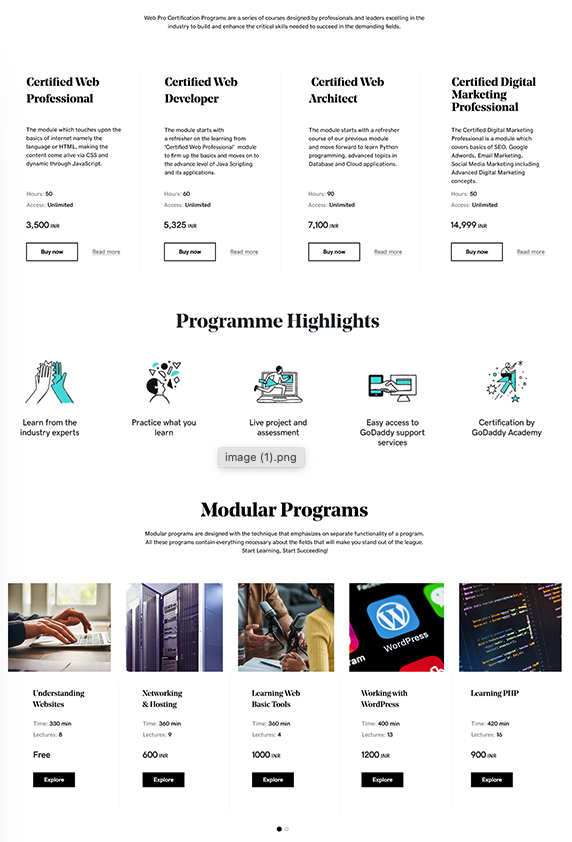 Web Pro Certification Programs are a series of courses designed by professionals and leaders excelling in the
industry to build and enhance the critical skills needed to succeed in the demanding fields.
Certified Web
Professional
The module which touches upon the
basics of internet namely the
language or HTML, making the
content come alive via CSS and
dynamic through JavaScript.
Hours: 50
Access: Unlimited
3,500 INR
Buy now
Read more
Certified Web
Developer
The module starts with
a refresher on the learning from
‘Certified Web Professional’ module
to firm up the basics and moves on to
the advance level of Java Scripting
and its applications.
Hours: 60
Access: Unlimited
5,325 INR
Buy now
Read more
Certified Web
Architect
The module starts with a refresher
course of our previous module
and move forward to learn Python
programming, advanced topics in
Database and Cloud applications.
Hours: 90
Access: Unlimited
7,100 INR
Buy now
Read more
Certified Digital
Marketing
Professional
The Certified Digital Marketing
Professional is a module which
covers basics of SEO, Google
Adwords, Email Marketing,
Social Media Marketing including
Advanced Digital Marketing
concepts.
Hours: 50
Access: Unlimited
14,999 INR
Buy now
Read more
Programme Highlights
Learn from the
industry experts
Practice what you
learn
Live project and
assessment
Easy access to
GoDaddy support
services
Certification by
GoDaddy Academy
image (1).png
Modular Programs
Modular programs are designed with the technique that emphasizes on separate functionality of a program.
All these programs contain everything necessary about the fields that will make you stand out of the league.
Start Learning, Start Succeeding!
WordPress
Understanding
Websites
Time: 330 min
Lectures: 8
Free
Explore
Networking
& Hosting
Time: 360 min
Lectures: 9
600 INR
Explore
Learning Web
Basic Tools
Time: 360 min
Lectures: 4
1000 INR
Explore
Working with
WordPress
Time: 400 min
Lectures: 13
1200 INR
Explore
Learning PHP
Time: 420 min
Lectures: 16
900 INR
Explore